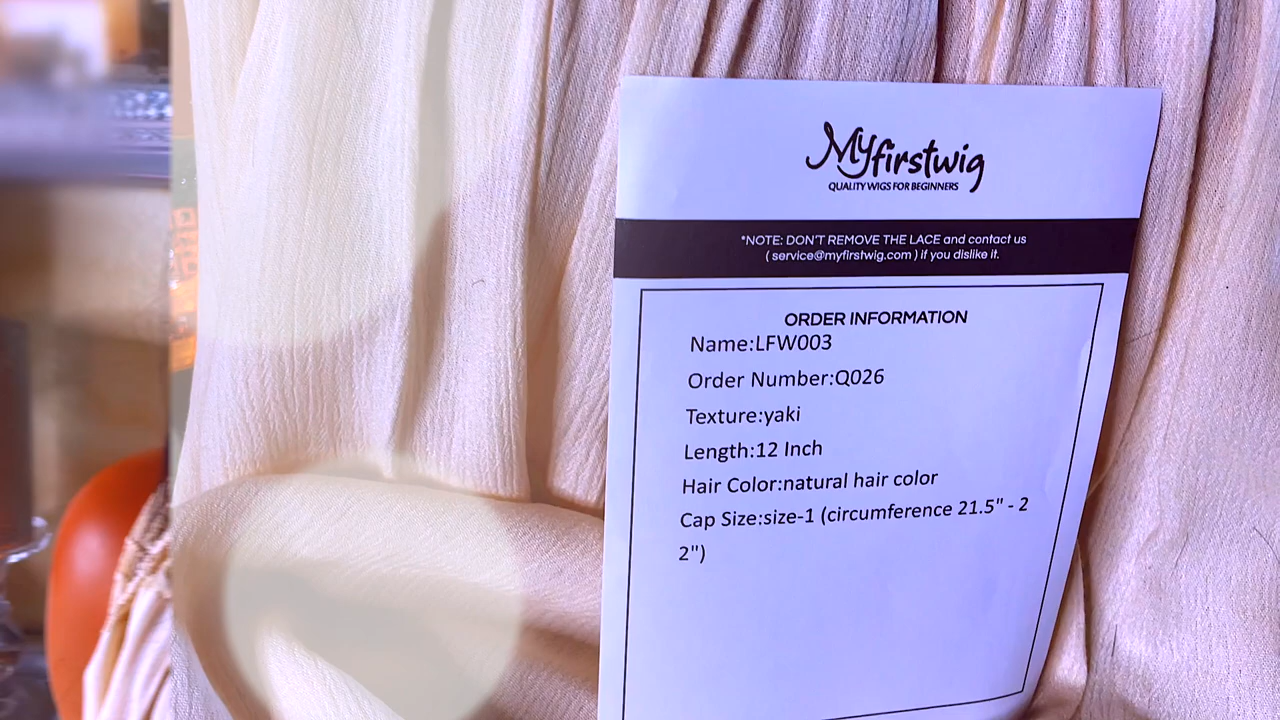 Myfirstwig
QUALITY WIGS FOR BEGINNERS
*NOTE: DON'T REMOVE THE LACE and contact us
( service@myfirstwig.com ) if you dislike it.
ORDER INFORMATION
Name:LFW003
Order Number:Q026
Texture:yaki
Length:12 Inch
Hair Color:natural hair color
Cap Size:size-1 (circumference 21.5" - 2
2")